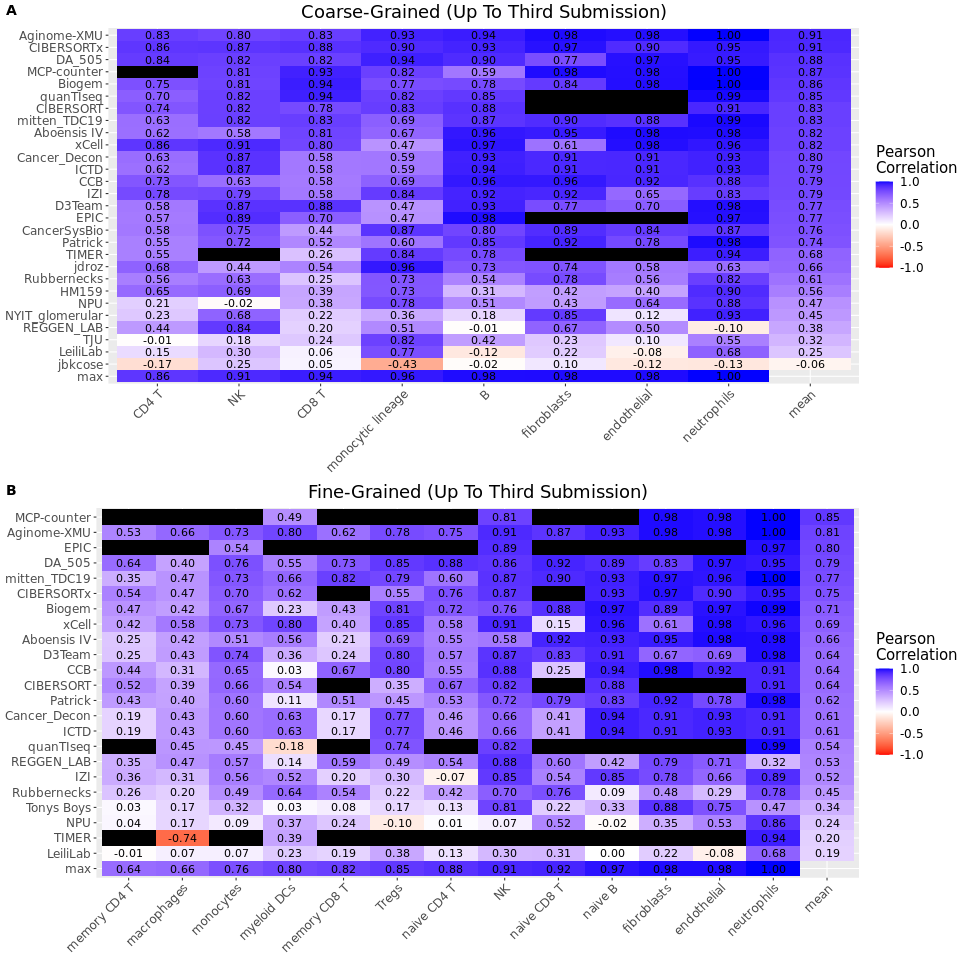 A
Coarse-Grained (Up To Third Submission)
Aginome-XMU 0.83 0.80 0.83 0.93 0.94 0.98 0.98 1.00 0.91
CIBERSORTx 0.86 0.87 0.88 0.90 0.93 0.97 0.90 0.95 0.91
DA_505 0.84 0.82 0.82 0.94 0.90 0.77 0.97 0.95 0.88
MCP-counter 0.81 0.93 0.82 0.59 0.98 0.98 1.00 0.87
Biogem 0.75 0.81 0.94 0.77 0.78 0.84 0.98 1.00 0.86
quanTIseq 0.70 0.82 0.94 0.82 0.85 0.99 0.85
CIBERSORT 0.74 0.82 0.78 0.83 0.88 0.91 0.83
mitten_TDC19 0.63 0.82 0.83 0.69 0.87 0.90 0.88 0.99 0.83
Aboensis IV 0.62 0.58 0.81 0.67 0.96 0.95 0.98 0.98 0.82
xCell 0.86 0.91 0.80 0.47 0.97 0.61 0.98 0.96 0.82
Cancer_Decon 0.63 0.87 0.58 0.59 0.93 0.91 0.91 0.93 0.80
ICTD 0.62 0.87 0.58 0.59 0.94 0.91 0.91 0.93 0.79
CCB 0.73 0.63 0.58 0.69 0.96 0.96 0.92 0.88 0.79
IZI 0.78 0.79 0.58 0.84 0.92 0.92 0.65 0.83 0.79
D3Team 0.58 0.87 0.88 0.47 0.93 0.77 0.70 0.98 0.77
EPIC 0.57 0.89 0.70 0.47 0.98 0.97 0.77
CancerSysBio 0.58 0.75 0.44 0.87 0.80 0.89 0.84 0.87 0.76
Patrick 0.55 0.72 0.52 0.60 0.85 0.92 0.78 0.98 0.74
TIMER 0.55 0.26 0.84 0.78 0.94 0.68
jdroz 0.68 0.44 0.54 0.96 0.73 0.74 0.58 0.63 0.66
Rubbernecks 0.56 0.63 0.25 0.73 0.54 0.78 0.56 0.82 0.61
HM159 0.65 0.69 0.39 0.73 0.31 0.42 0.40 0.90 0.56
NPU 0.21 -0.02 0.38 0.78 0.51 0.43 0.64 0.88 0.47
NYIT_glomerular 0.23 0.68 0.22 0.36 0.18 0.85 0.12 0.93 0.45
REGGEN_LAB 0.44 0.84 0.20 0.51 -0.01 0.67 0.50 -0.10 0.38
TJU -0.01 0.18 0.24 0.82 0.42 0.23 0.10 0.55 0.32
LeiliLab 0.15 0.30 0.06 0.77 -0.12 0.22 -0.08 0.68 0.25
jbkcose -0.17 0.25 0.05 -0.43 -0.02 0.10 -0.12 -0.13 -0.06
max 0.86 0.91 0.94 0.96 0.98 0.98 0.98 1.00
CD4 T NK CD8 T monocytic lineage B fibroblasts endothelial neutrophils mean
Pearson
Correlation
1.0
0.5
0.0
-0.5
-1.0
B
Fine-Grained (Up To Third Submission)
MCP-counter 0.49 0.81 0.98 0.98 1.00 0.85
Aginome-XMU 0.53 0.66 0.73 0.80 0.62 0.78 0.75 0.91 0.87 0.93 0.98 0.98 1.00 0.81
EPIC 0.54 0.89 0.97 0.80
DA_505 0.64 0.40 0.76 0.55 0.73 0.85 0.88 0.86 0.92 0.89 0.83 0.97 0.95 0.79
mitten_TDC19 0.35 0.47 0.73 0.66 0.82 0.79 0.60 0.87 0.90 0.93 0.97 0.96 1.00 0.77
CIBERSORTx 0.54 0.47 0.70 0.62 0.55 0.76 0.87 0.93 0.97 0.90 0.95 0.75
Biogem 0.47 0.42 0.67 0.23 0.43 0.81 0.72 0.76 0.88 0.97 0.89 0.97 0.99 0.71
xCell 0.42 0.58 0.73 0.80 0.40 0.85 0.58 0.91 0.15 0.96 0.61 0.98 0.96 0.69
Aboensis IV 0.25 0.42 0.51 0.56 0.21 0.69 0.55 0.58 0.92 0.93 0.95 0.98 0.98 0.66
D3Team 0.25 0.43 0.74 0.36 0.24 0.80 0.57 0.87 0.83 0.91 0.67 0.69 0.98 0.64
CCB 0.44 0.31 0.65 0.03 0.67 0.80 0.55 0.88 0.25 0.94 0.98 0.92 0.91 0.64
CIBERSORT 0.52 0.39 0.66 0.54 0.35 0.67 0.82 0.88 0.91 0.64
Patrick 0.43 0.40 0.60 0.11 0.51 0.45 0.53 0.72 0.79 0.83 0.92 0.78 0.98 0.62
Cancer_Decon 0.19 0.43 0.60 0.63 0.17 0.77 0.46 0.66 0.41 0.94 0.91 0.93 0.91 0.61
ICTD 0.19 0.43 0.60 0.63 0.17 0.77 0.46 0.66 0.41 0.94 0.91 0.93 0.91 0.61
quanTIseq 0.45 0.45 -0.18 0.74 0.82 0.99 0.54
REGGEN_LAB 0.35 0.47 0.57 0.14 0.59 0.49 0.54 0.88 0.60 0.42 0.79 0.71 0.32 0.53
IZI 0.36 0.31 0.56 0.52 0.20 0.30 -0.07 0.85 0.54 0.85 0.78 0.66 0.89 0.52
Rubbernecks 0.26 0.20 0.49 0.64 0.54 0.22 0.42 0.70 0.76 0.09 0.48 0.29 0.78 0.45
Tonys Boys 0.03 0.17 0.32 0.03 0.08 0.17 0.13 0.81 0.22 0.33 0.88 0.75 0.47 0.34
NPU 0.04 0.17 0.09 0.37 0.24 -0.10 0.01 0.07 0.52 -0.02 0.35 0.53 0.86 0.24
TIMER -0.74 0.39 0.94 0.20
LeiliLab -0.01 0.07 0.07 0.23 0.19 0.38 0.13 0.30 0.31 0.00 0.22 -0.08 0.68 0.19
max 0.64 0.66 0.76 0.80 0.82 0.85 0.88 0.91 0.92 0.97 0.98 0.98 1.00
memory CD4 T macrophages monocytes myeloid DCs memory CD8 T Tregs naive CD4 T NK naive CD8 T naive B fibroblasts endothelial neutrophils mean
Pearson
Correlation
1.0
0.5
0.0
-0.5
-1.0